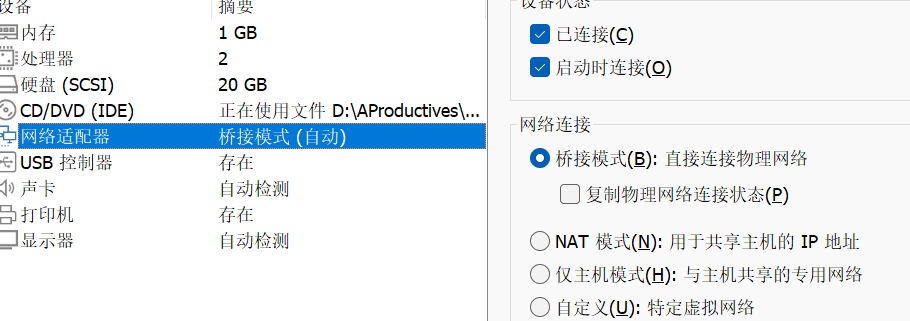 设备 摘要
内存 1 GB
处理器 2
硬盘 (SCSI) 20 GB
CD/DVD (IDE) 正在使用文件 D:\AProductives\...
网络适配器 桥接模式 (自动)
USB 控制器 存在
声卡 自动检测
打印机 存在
显示器 自动检测
设备状态
已连接(C)
启动时连接(O)
网络连接
桥接模式(B): 直接连接物理网络
复制物理网络连接状态(P)
NAT 模式(N): 用于共享主机的 IP 地址
仅主机模式(H): 与主机共享的专用网络
自定义(U): 特定虚拟网络